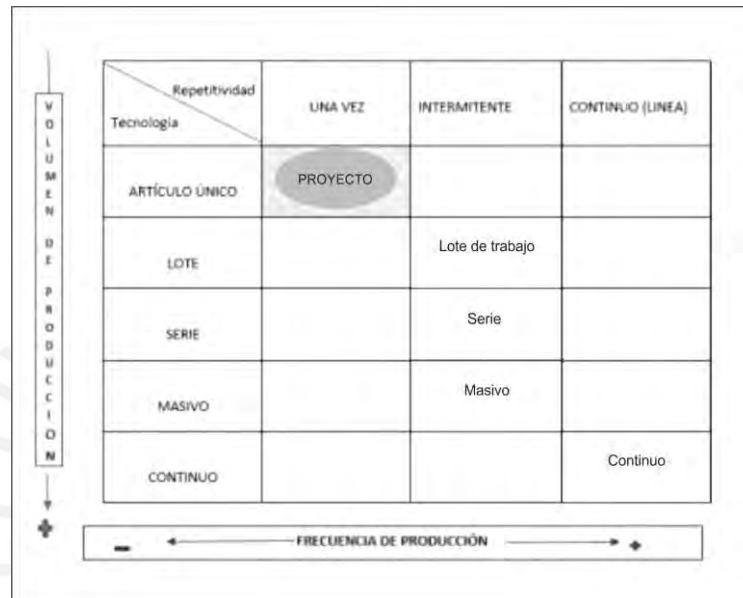 Repetitividad
Tecnología
UNA VEZ
INTERMITENTE
CONTINUO (LINEA)
ARTÍCULO ÚNICO
PROYECTO
LOTE
Lote de trabajo
SERIE
Serie
MASIVO
Masivo
CONTINUO
Continuo
VOLUMEN DE PRODUCCION
+
- FRECUENCIA DE PRODUCCIÓN +